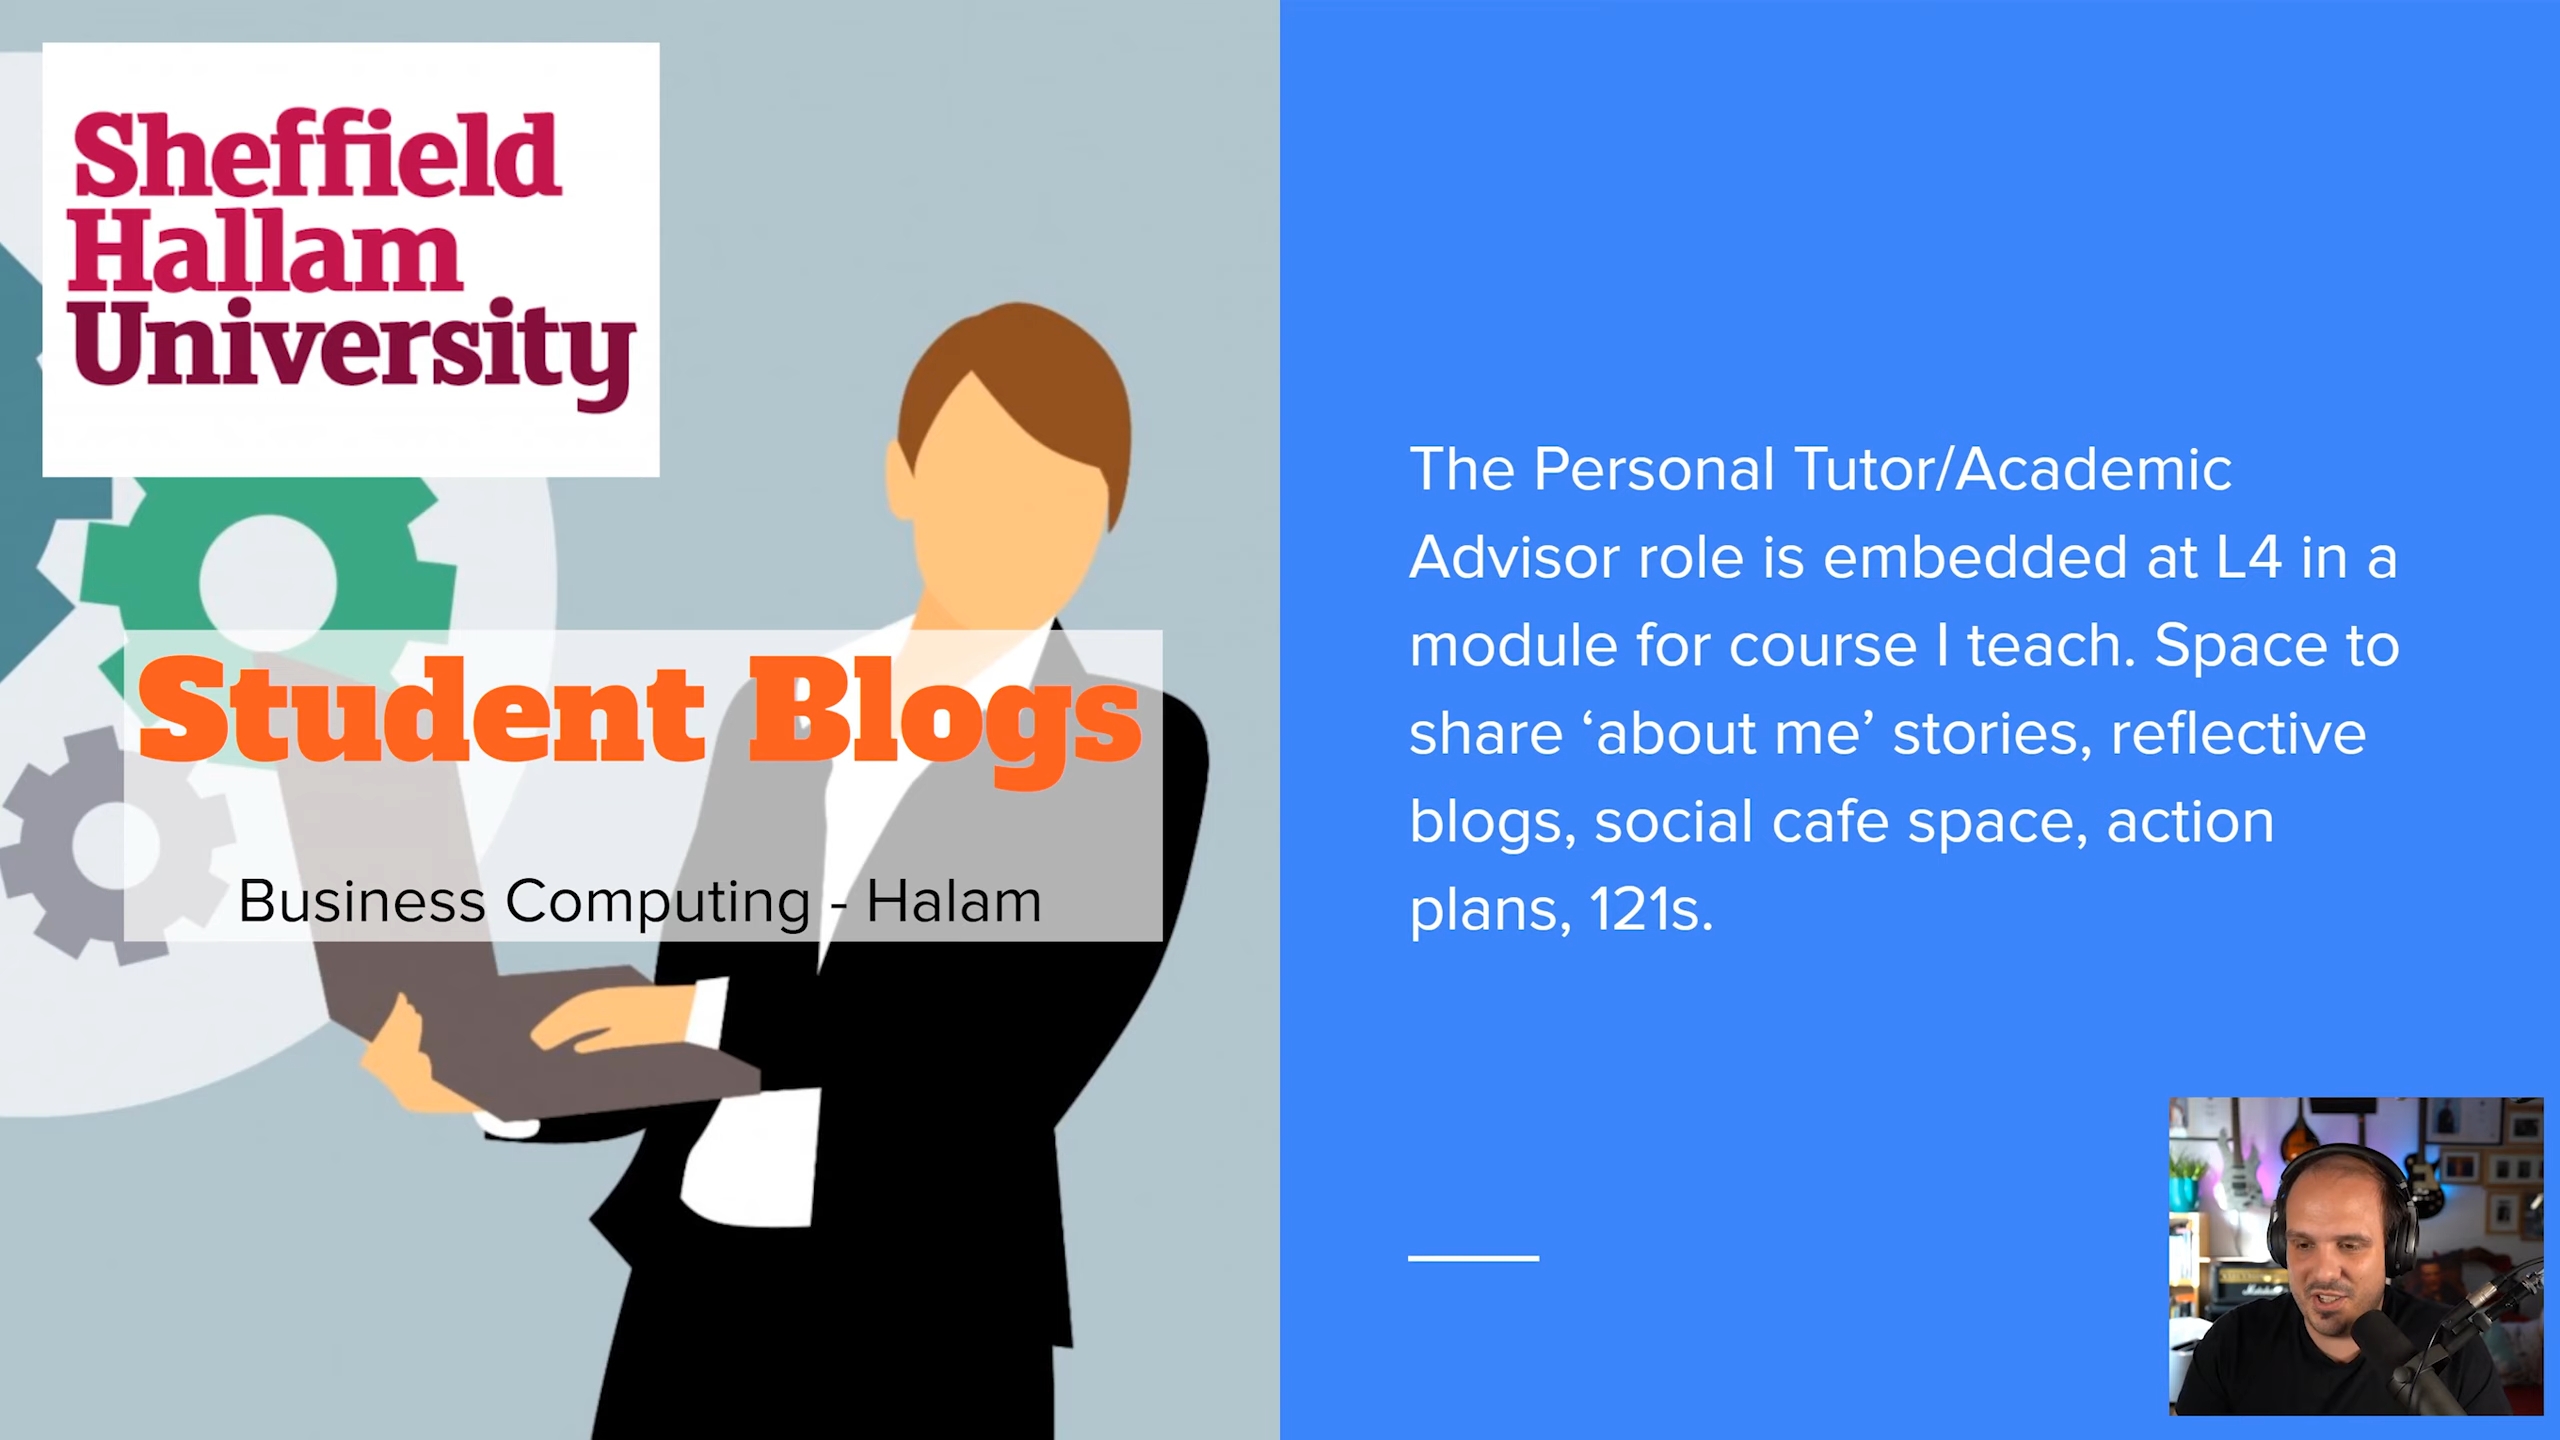 Sheffield
Hallam
University
Student Blogs
Business Computing - Halam
The Personal Tutor/Academic
Advisor role is embedded at L4 in a
module for course I teach. Space to
share ‘about me’ stories, reflective
blogs, social cafe space, action
plans, 121s.
Marshall